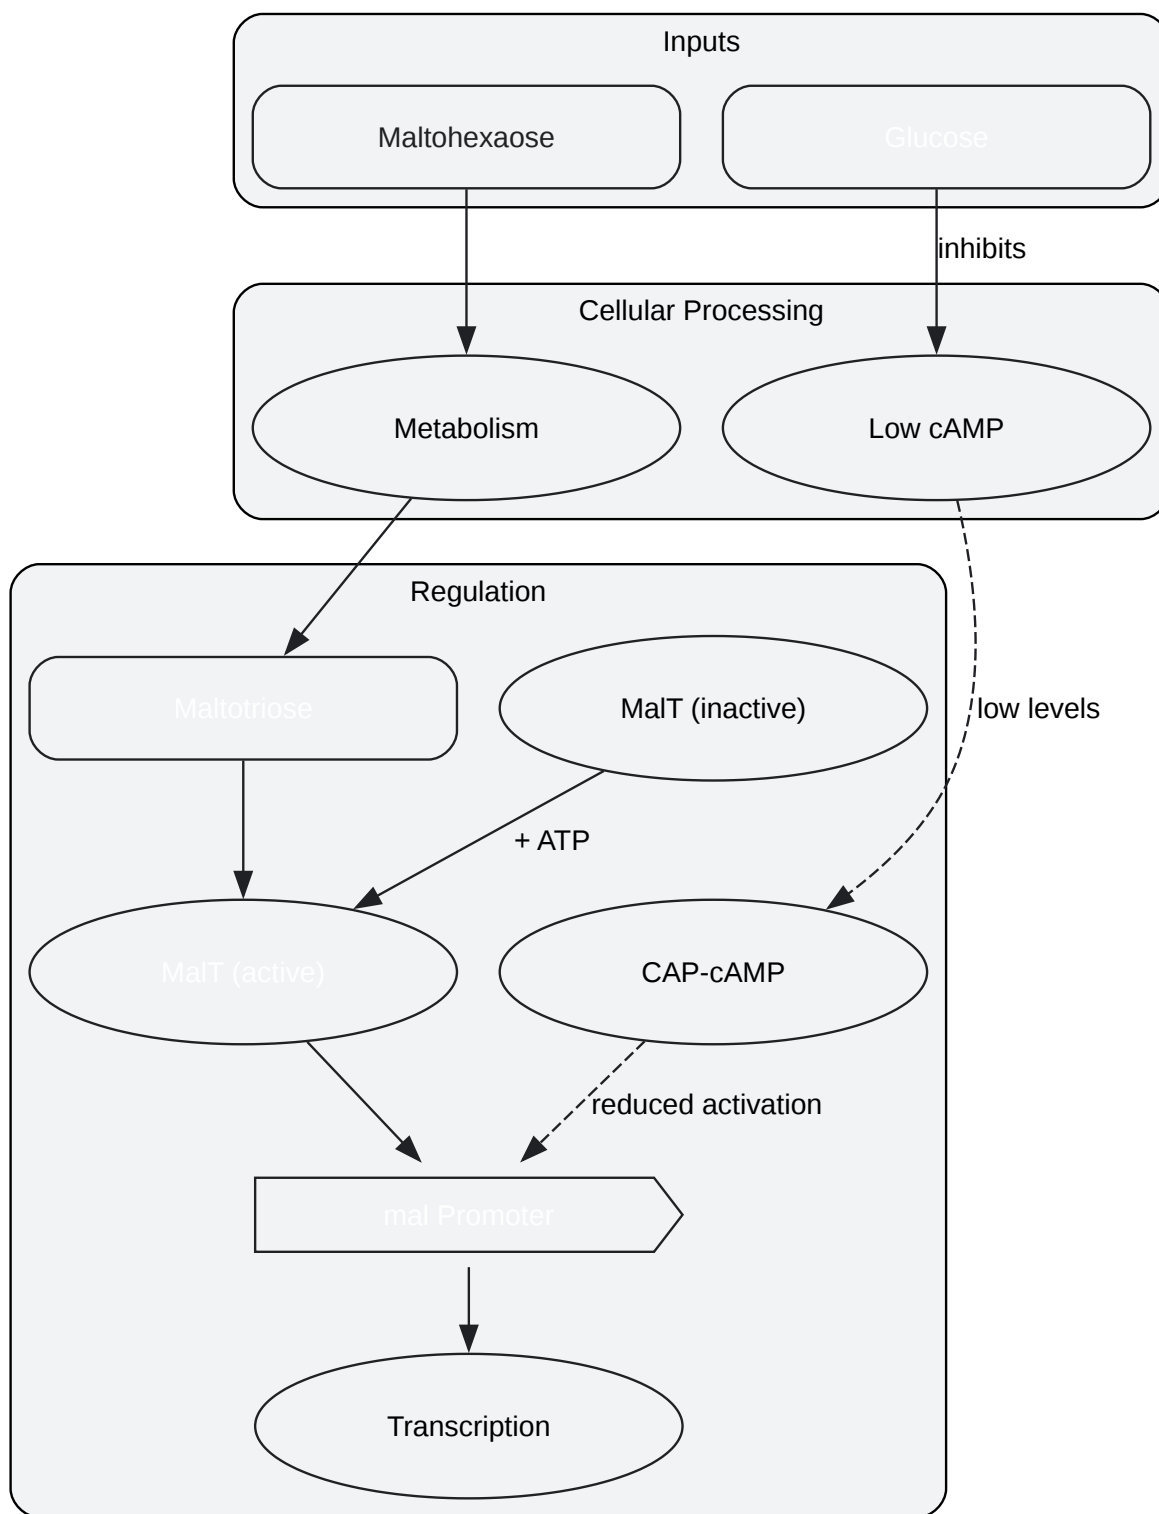 Inputs
Maltohexaose
Glucose
inhibits
Cellular Processing
Metabolism
Low cAMP
Regulation
Maltotriose
MalT (inactive)
low levels
+ ATP
MalT (active)
CAP-cAMP
reduced activation
mal Promoter
Transcription